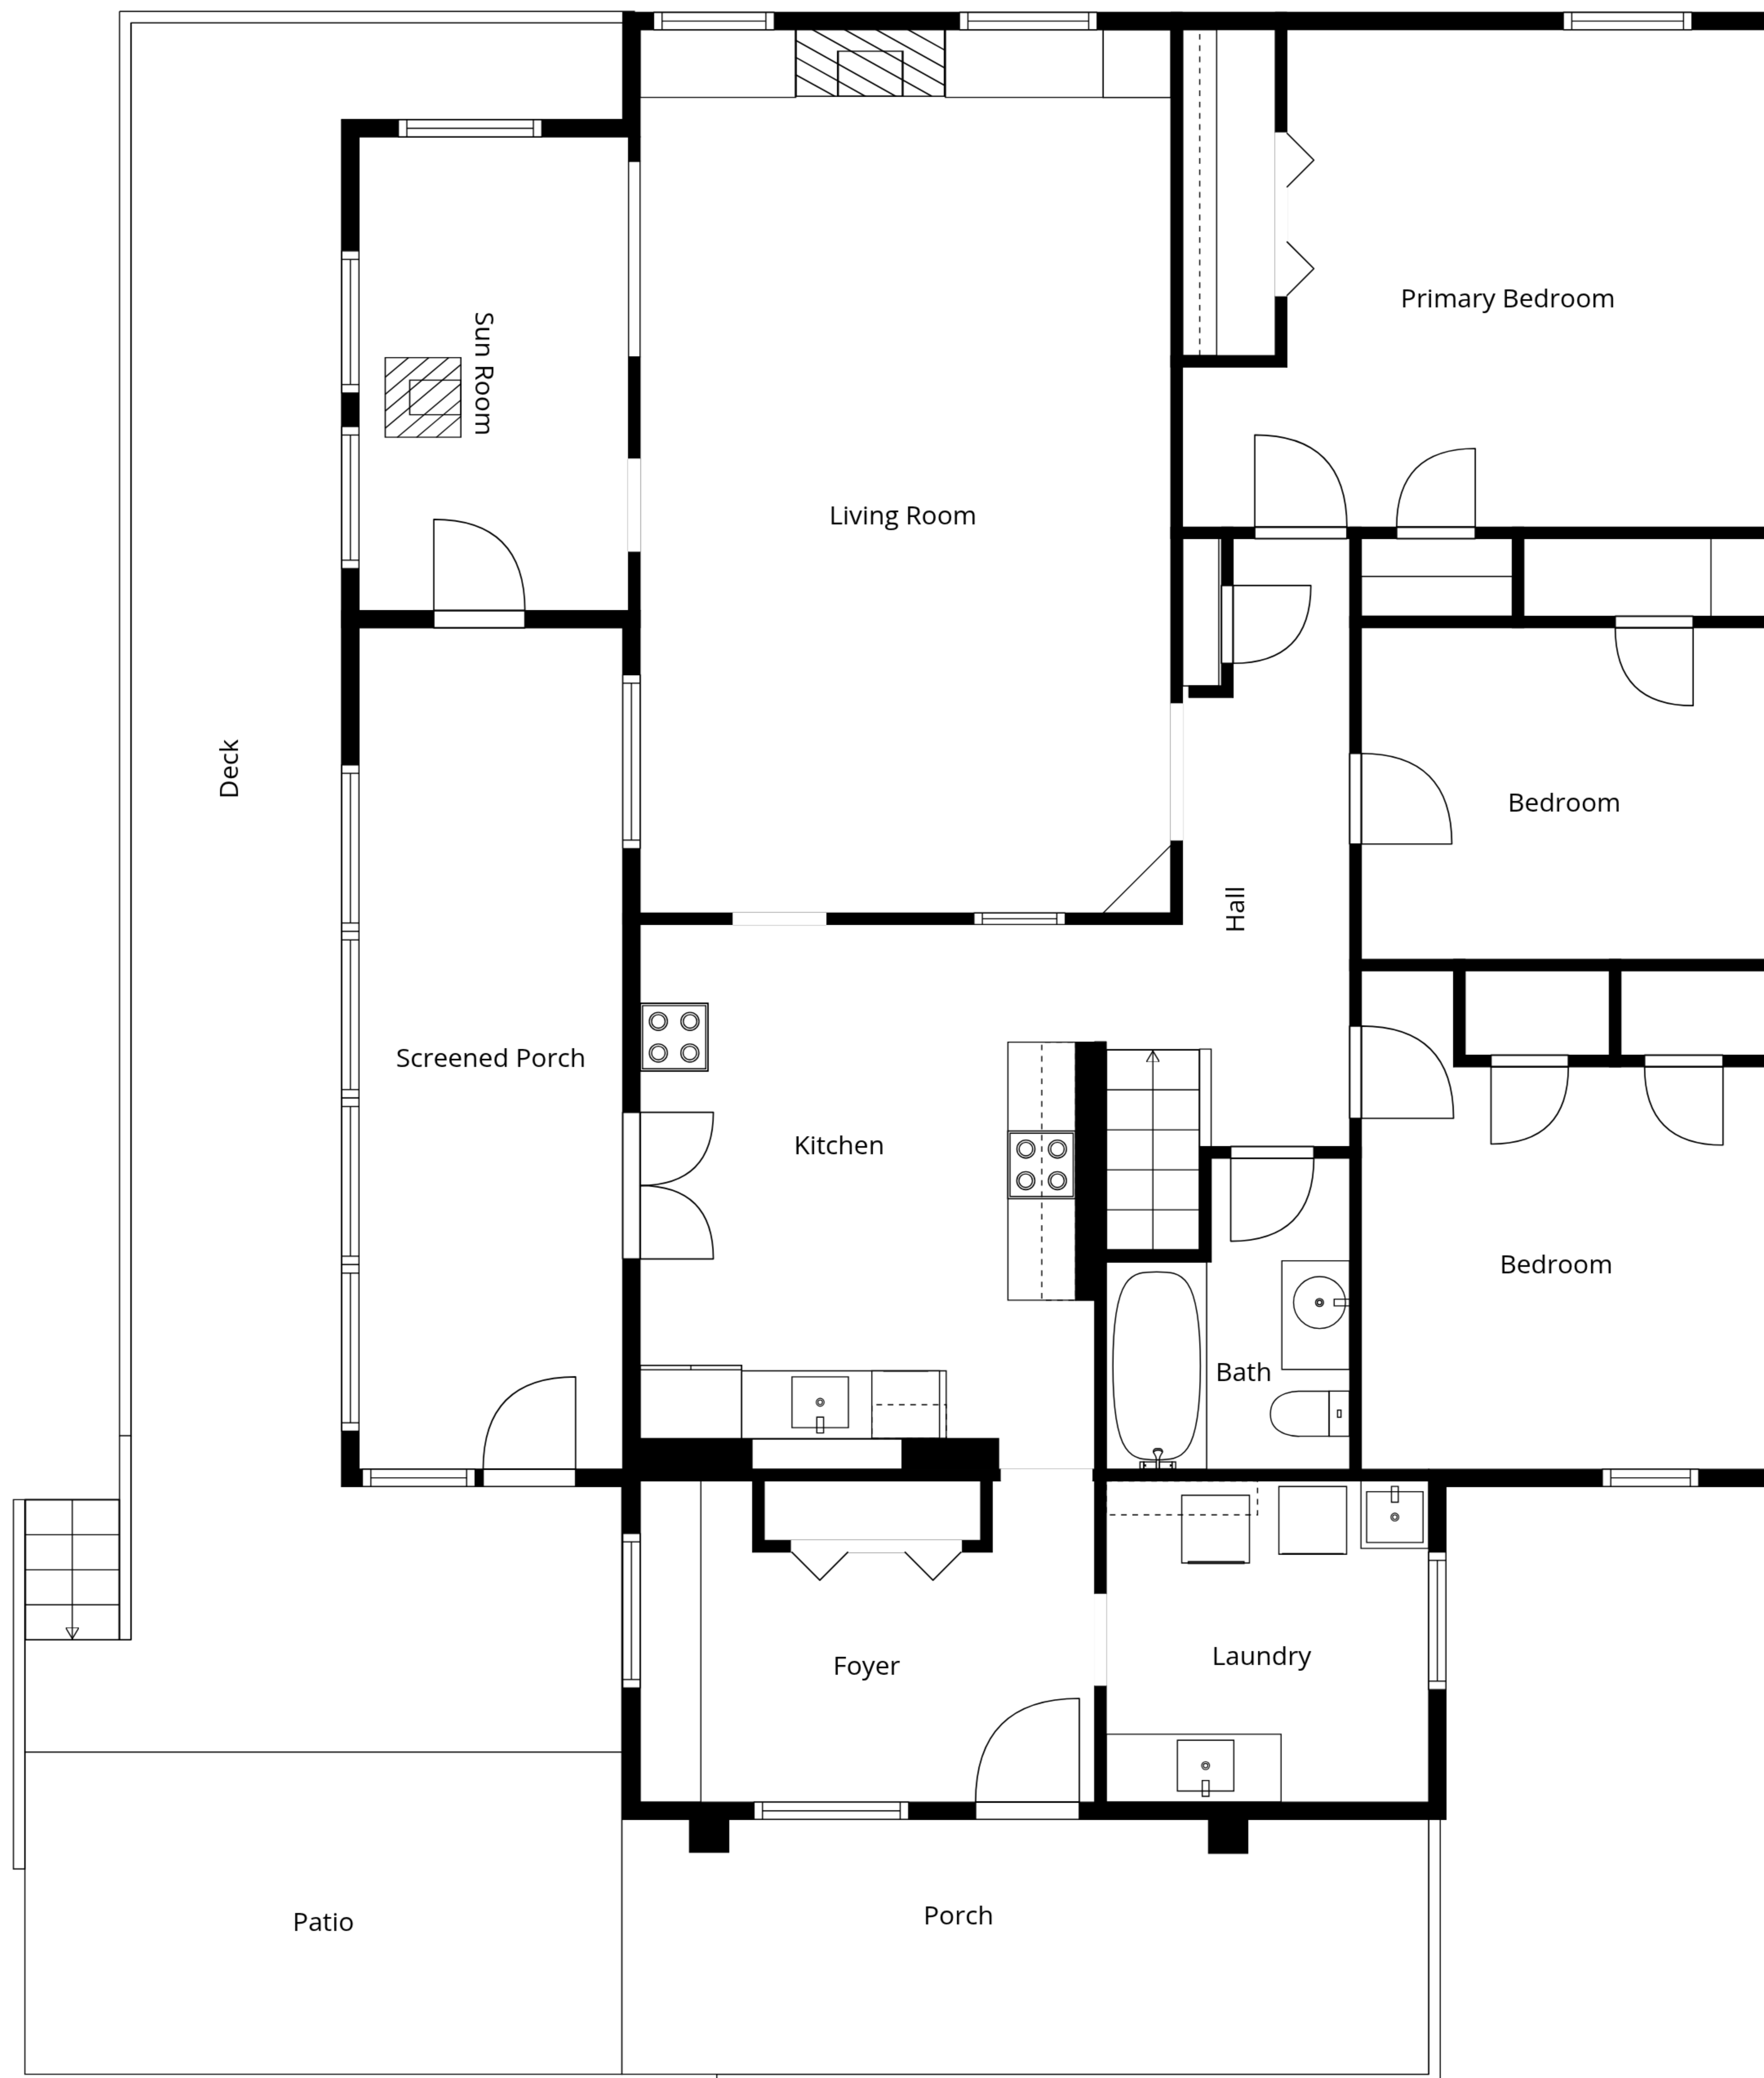 Primary Bedroom
Sun Room
Living Room
Deck
Bedroom
Hall
Screened Porch
Kitchen
Bedroom
Bath
Laundry
Foyer
Porch
Patio